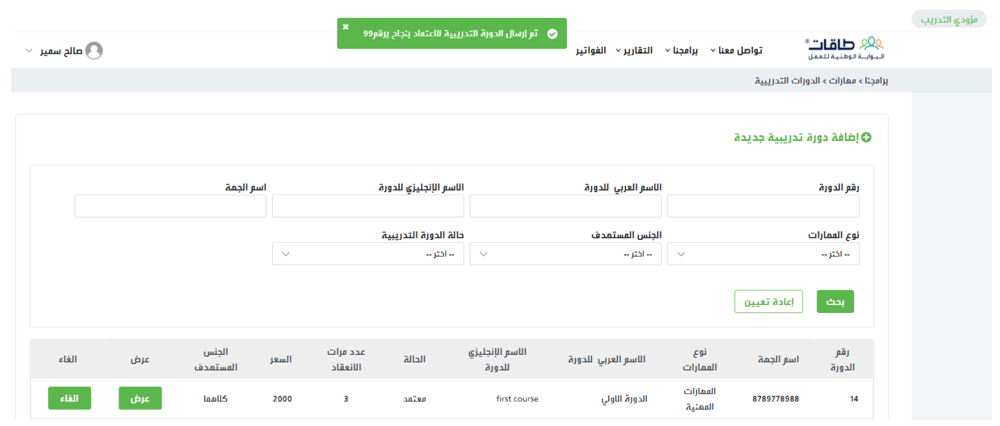 مزودي التدريب
تم ارسال الدورة التدريبية للاعتماد بنجاح برقم99
طاقات
البوابة الوطنية للعمل
تواصل معنا
برامجنا
التقارير
الفواتير
صالح سمير
برامجنا > مهارات > الدورات التدريبية
إضافة دورة تدريبية جديدة
رقم الدورة
الاسم العربي للدورة
الاسم الإنجليزي للدورة
اسم الجهة
نوع المهارات
الجنس المستهدف
حالة الدورة التدريبية
-- اختر --
-- اختر --
-- اختر --
بحث
إعادة تعيين
رقم الدورة
اسم الجهة
نوع المهارات
الاسم العربي للدورة
الاسم الإنجليزي للدورة
الحالة
عدد مرات الانعقاد
السعر
الجنس المستهدف
عرض
الغاء
14
8789778988
المهارات المهنية
الدورة الاولي
first course
معتمد
3
2000
كلاهما
عرض
الغاء